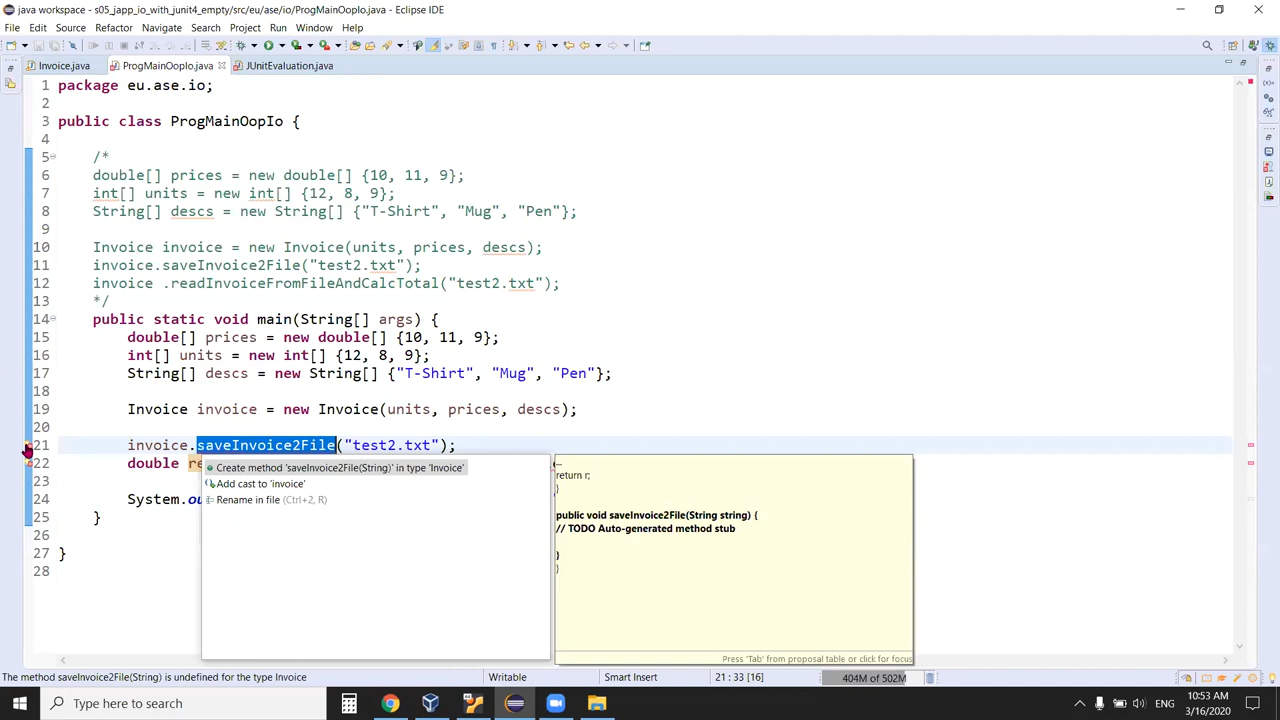 java workspace - s05_japp_io_with_junit4_empty/src/eu/ase/io/ProgMainOopIo.java - Eclipse IDE
File Edit Source Refactor Navigate Search Project Run Window Help
Invoice.java ProgMainOopIo.java JUnitEvaluation.java
1 package eu.ase.io;
2
3 public class ProgMainOopIo {
4
5 /*
6 double[] prices = new double[] {10, 11, 9};
7 int[] units = new int[] {12, 8, 9};
8 String[] descs = new String[] {"T-Shirt", "Mug", "Pen"};
9
10 Invoice invoice = new Invoice(units, prices, descs);
11 invoice.saveInvoice2File("test2.txt");
12 invoice .readInvoiceFromFileAndCalcTotal("test2.txt");
13 */
14 public static void main(String[] args) {
15 double[] prices = new double[] {10, 11, 9};
16 int[] units = new int[] {12, 8, 9};
17 String[] descs = new String[] {"T-Shirt", "Mug", "Pen"};
18
19 Invoice invoice = new Invoice(units, prices, descs);
20
21 invoice.saveInvoice2File("test2.txt");
22 double re
23
24 System.ou
25 }
26
27 }
28
Create method 'saveInvoice2File(String)' in type 'Invoice'
Add cast to 'invoice'
Rename in file (Ctrl+2, R)
...
return r;
}
public void saveInvoice2File(String string) {
// TODO Auto-generated method stub
}
}
Press 'Tab' from proposal table or click for focus
The method saveInvoice2File(String) is undefined for the type Invoice Writable Smart Insert 21 : 33 [16] 404M of 502M
Type here to search ENG 10:53 AM
3/16/2020